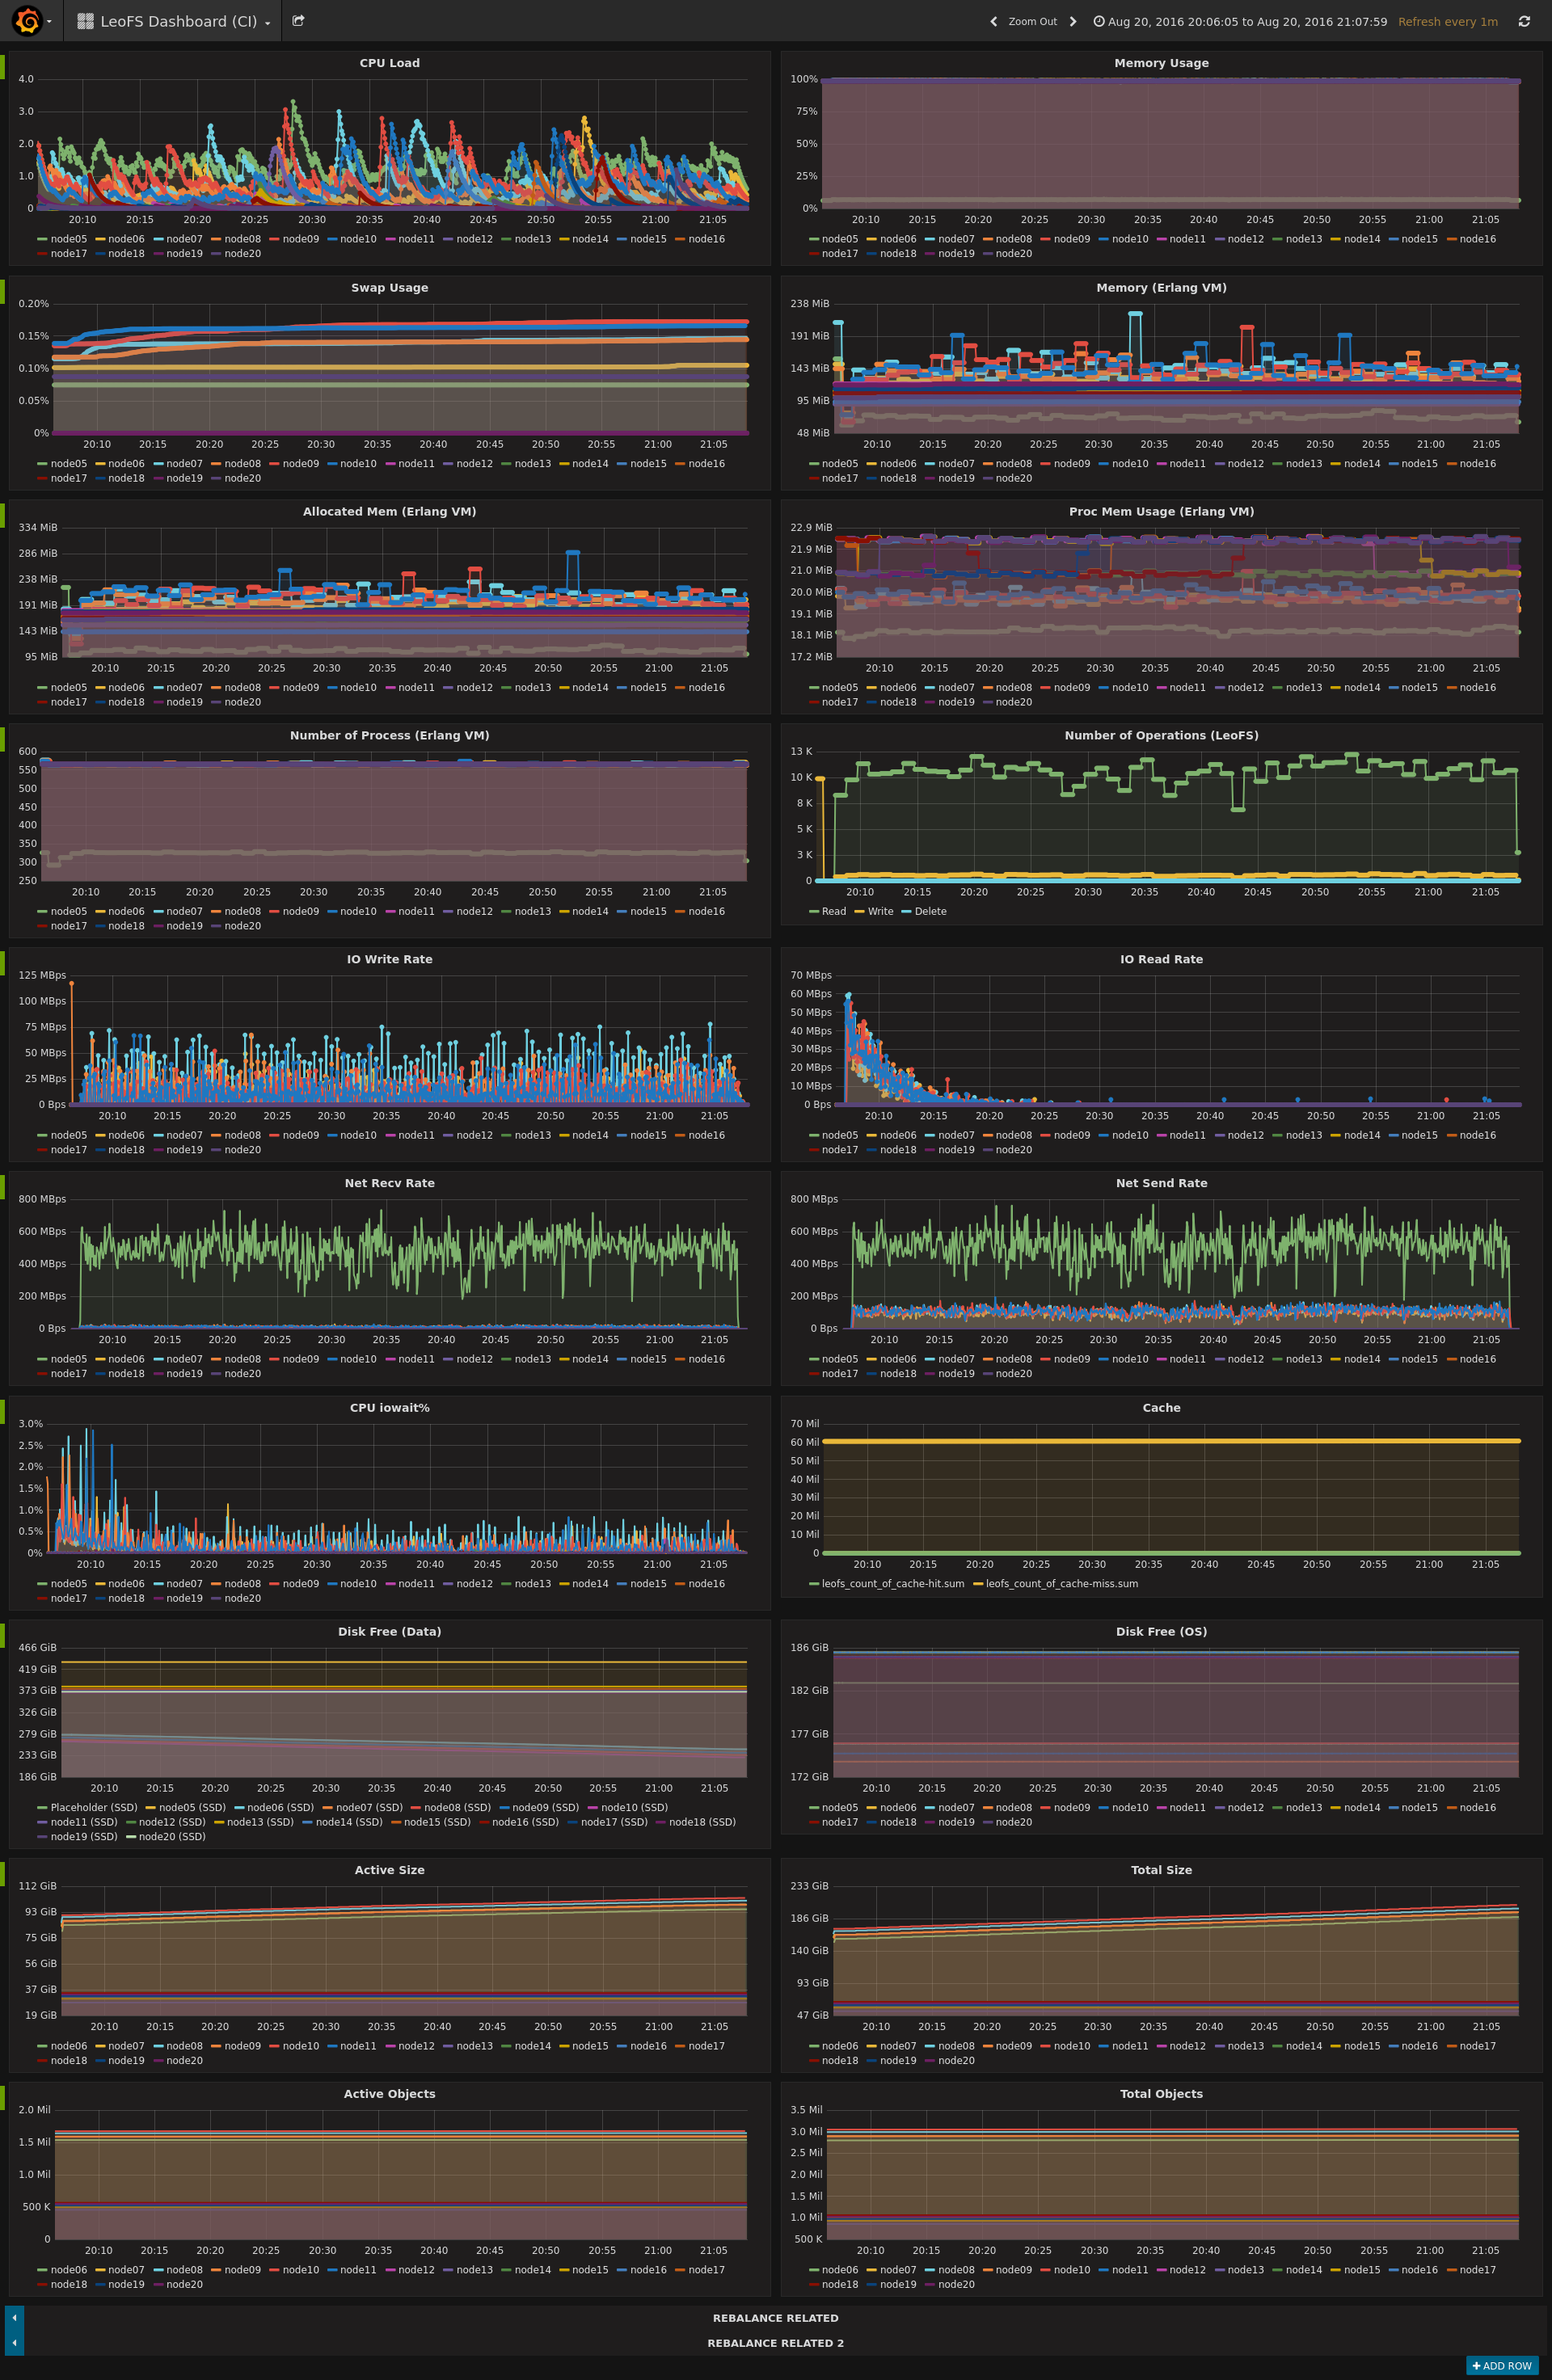 LeoFS Dashboard (CI)
Zoom Out
Aug 20, 2016 20:06:05 to Aug 20, 2016 21:07:59
Refresh every 1m
CPU Load
4.0
3.0
2.0
1.0
0
20:10 20:15 20:20 20:25 20:30 20:35 20:40 20:45 20:50 20:55 21:00 21:05
node05 node06 node07 node08 node09 node10 node11 node12 node13 node14 node15 node16
node17 node18 node19 node20
Memory Usage
100%
75%
50%
25%
0%
20:10 20:15 20:20 20:25 20:30 20:35 20:40 20:45 20:50 20:55 21:00 21:05
node05 node06 node07 node08 node09 node10 node11 node12 node13 node14 node15 node16
node17 node18 node19 node20
Swap Usage
0.20%
0.15%
0.10%
0.05%
0%
20:10 20:15 20:20 20:25 20:30 20:35 20:40 20:45 20:50 20:55 21:00 21:05
node05 node06 node07 node08 node09 node10 node11 node12 node13 node14 node15 node16
node17 node18 node19 node20
Memory (Erlang VM)
238 MiB
191 MiB
143 MiB
95 MiB
48 MiB
20:10 20:15 20:20 20:25 20:30 20:35 20:40 20:45 20:50 20:55 21:00 21:05
node05 node06 node07 node08 node09 node10 node11 node12 node13 node14 node15 node16
node17 node18 node19 node20
Allocated Mem (Erlang VM)
334 MiB
286 MiB
238 MiB
191 MiB
143 MiB
95 MiB
20:10 20:15 20:20 20:25 20:30 20:35 20:40 20:45 20:50 20:55 21:00 21:05
node05 node06 node07 node08 node09 node10 node11 node12 node13 node14 node15 node16
node17 node18 node19 node20
Proc Mem Usage (Erlang VM)
22.9 MiB
21.9 MiB
21.0 MiB
20.0 MiB
19.1 MiB
18.1 MiB
17.2 MiB
20:10 20:15 20:20 20:25 20:30 20:35 20:40 20:45 20:50 20:55 21:00 21:05
node05 node06 node07 node08 node09 node10 node11 node12 node13 node14 node15 node16
node17 node18 node19 node20
Number of Process (Erlang VM)
600
550
500
450
400
350
300
250
20:10 20:15 20:20 20:25 20:30 20:35 20:40 20:45 20:50 20:55 21:00 21:05
node05 node06 node07 node08 node09 node10 node11 node12 node13 node14 node15 node16
node17 node18 node19 node20
Number of Operations (LeoFS)
13 K
10 K
8 K
5 K
3 K
0
20:10 20:15 20:20 20:25 20:30 20:35 20:40 20:45 20:50 20:55 21:00 21:05
Read Write Delete
IO Write Rate
125 MBps
100 MBps
75 MBps
50 MBps
25 MBps
0 Bps
20:10 20:15 20:20 20:25 20:30 20:35 20:40 20:45 20:50 20:55 21:00 21:05
node05 node06 node07 node08 node09 node10 node11 node12 node13 node14 node15 node16
node17 node18 node19 node20
IO Read Rate
70 MBps
60 MBps
50 MBps
40 MBps
30 MBps
20 MBps
10 MBps
0 Bps
20:10 20:15 20:20 20:25 20:30 20:35 20:40 20:45 20:50 20:55 21:00 21:05
node05 node06 node07 node08 node09 node10 node11 node12 node13 node14 node15 node16
node17 node18 node19 node20
Net Recv Rate
800 MBps
600 MBps
400 MBps
200 MBps
0 Bps
20:10 20:15 20:20 20:25 20:30 20:35 20:40 20:45 20:50 20:55 21:00 21:05
node05 node06 node07 node08 node09 node10 node11 node12 node13 node14 node15 node16
node17 node18 node19 node20
Net Send Rate
800 MBps
600 MBps
400 MBps
200 MBps
0 Bps
20:10 20:15 20:20 20:25 20:30 20:35 20:40 20:45 20:50 20:55 21:00 21:05
node05 node06 node07 node08 node09 node10 node11 node12 node13 node14 node15 node16
node17 node18 node19 node20
CPU iowait%
3.0%
2.5%
2.0%
1.5%
1.0%
0.5%
0%
20:10 20:15 20:20 20:25 20:30 20:35 20:40 20:45 20:50 20:55 21:00 21:05
node05 node06 node07 node08 node09 node10 node11 node12 node13 node14 node15 node16
node17 node18 node19 node20
Cache
70 Mil
60 Mil
50 Mil
40 Mil
30 Mil
20 Mil
10 Mil
0
20:10 20:15 20:20 20:25 20:30 20:35 20:40 20:45 20:50 20:55 21:00 21:05
leofs_count_of_cache-hit.sum leofs_count_of_cache-miss.sum
Disk Free (Data)
466 GiB
419 GiB
373 GiB
326 GiB
279 GiB
233 GiB
186 GiB
20:10 20:15 20:20 20:25 20:30 20:35 20:40 20:45 20:50 20:55 21:00 21:05
Placeholder (SSD) node05 (SSD) node06 (SSD) node07 (SSD) node08 (SSD) node09 (SSD) node10 (SSD)
node11 (SSD) node12 (SSD) node13 (SSD) node14 (SSD) node15 (SSD) node16 (SSD) node17 (SSD) node18 (SSD)
node19 (SSD) node20 (SSD)
Disk Free (OS)
186 GiB
182 GiB
177 GiB
172 GiB
20:10 20:15 20:20 20:25 20:30 20:35 20:40 20:45 20:50 20:55 21:00 21:05
node05 node06 node07 node08 node09 node10 node11 node12 node13 node14 node15 node16
node17 node18 node19 node20
Active Size
112 GiB
93 GiB
75 GiB
56 GiB
37 GiB
19 GiB
20:10 20:15 20:20 20:25 20:30 20:35 20:40 20:45 20:50 20:55 21:00 21:05
node06 node07 node08 node09 node10 node11 node12 node13 node14 node15 node16 node17
node18 node19 node20
Total Size
233 GiB
186 GiB
140 GiB
93 GiB
47 GiB
20:10 20:15 20:20 20:25 20:30 20:35 20:40 20:45 20:50 20:55 21:00 21:05
node06 node07 node08 node09 node10 node11 node12 node13 node14 node15 node16 node17
node18 node19 node20
Active Objects
2.0 Mil
1.5 Mil
1.0 Mil
500 K
0
20:10 20:15 20:20 20:25 20:30 20:35 20:40 20:45 20:50 20:55 21:00 21:05
node06 node07 node08 node09 node10 node11 node12 node13 node14 node15 node16 node17
node18 node19 node20
Total Objects
3.5 Mil
3.0 Mil
2.5 Mil
2.0 Mil
1.5 Mil
1.0 Mil
500 K
20:10 20:15 20:20 20:25 20:30 20:35 20:40 20:45 20:50 20:55 21:00 21:05
node06 node07 node08 node09 node10 node11 node12 node13 node14 node15 node16 node17
node18 node19 node20
REBALANCE RELATED
REBALANCE RELATED 2
+ ADD ROW